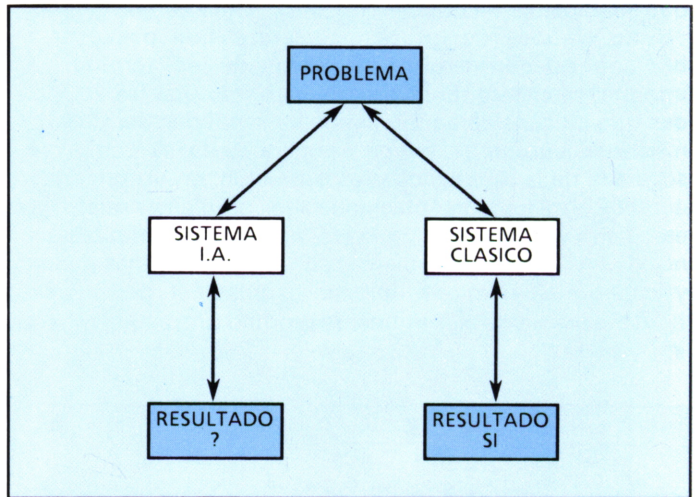 PROBLEMA
SISTEMA
I.A.
SISTEMA
CLASICO
RESULTADO
?
RESULTADO
SI